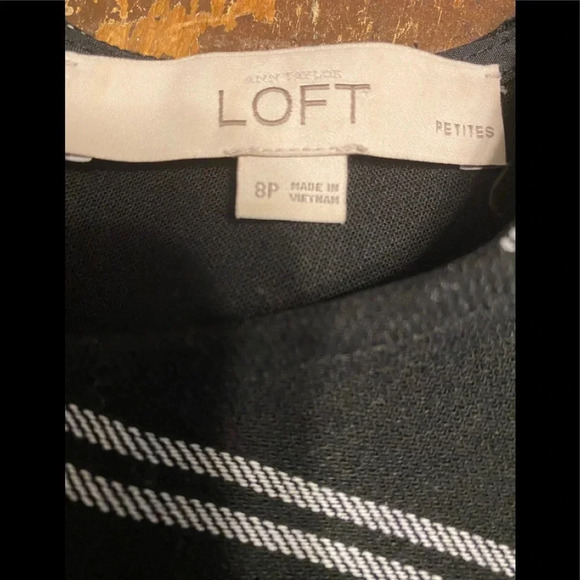 ANN TAYLOR
LOFT
PETITES
8P
MADE IN
VIETNAM